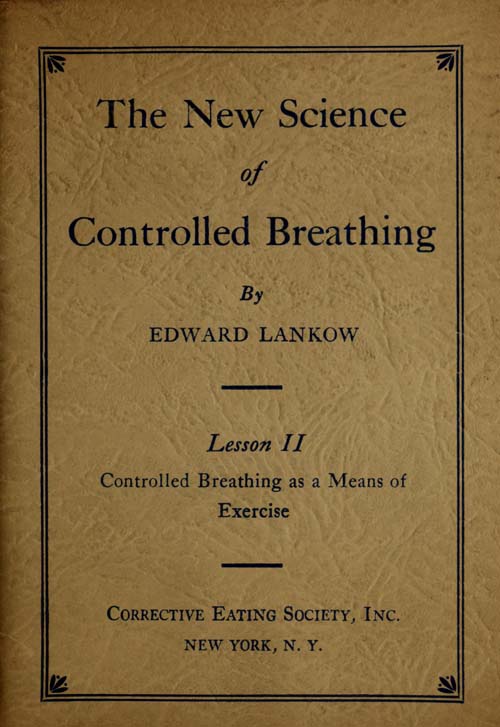 The New Science
of
Controlled Breathing
By
EDWARD LANKOW
Lesson II
Controlled Breathing as a Means of
Exercise
CORRECTIVE EATING SOCIETY, INC.
NEW YORK, N. Y.